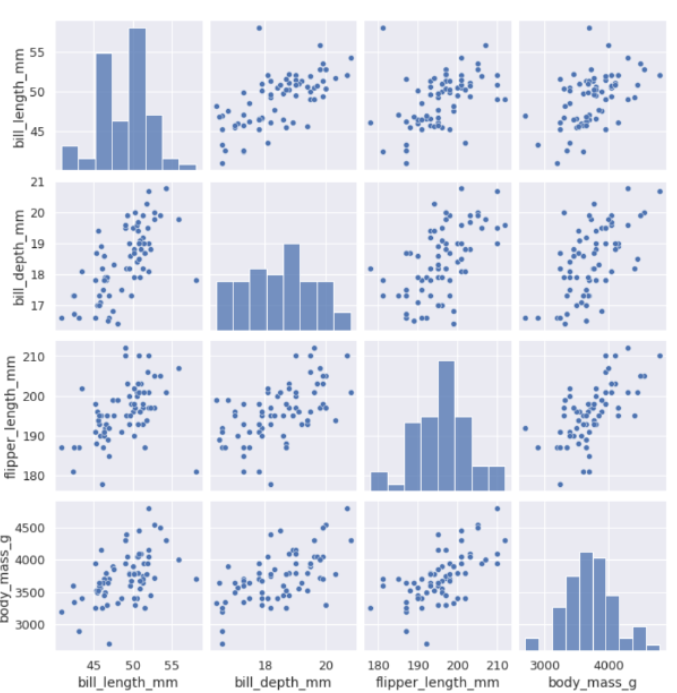 55
50
45
bill_length_mm
21
20
19
18
17
bill_depth_mm
210
200
190
180
flipper_length_mm
4500
4000
3500
3000
body_mass_g
45 50 55
18 20
180 190 200 210
3000 4000
bill_length_mm
bill_depth_mm
flipper_length_mm
body_mass_g